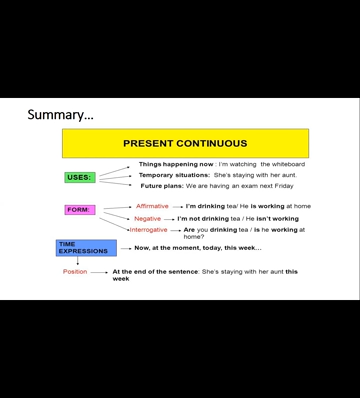 Summary...
PRESENT CONTINUOUS
Things happening now : I'm watching the whiteboard
USES:
Temporary situations: She's staying with her aunt.
Future plans: We are having an exam next Friday
FORM:
Affirmative I'm drinking tea/ He is working at home
Negative I'm not drinking tea / He isn't working
Interrogative Are you drinking tea / is he working at
home?
TIME
EXPRESSIONS
Now, at the moment, today, this week...
Position At the end of the sentence: She's staying with her aunt this
week